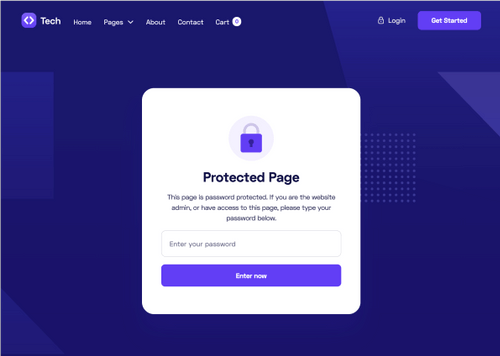 Tech Home Pages About Contact Cart 0 Login Get Started
Protected Page
This page is password protected. If you are the website
admin, or have access to this page, please type your
password below.
Enter your password
Enter now